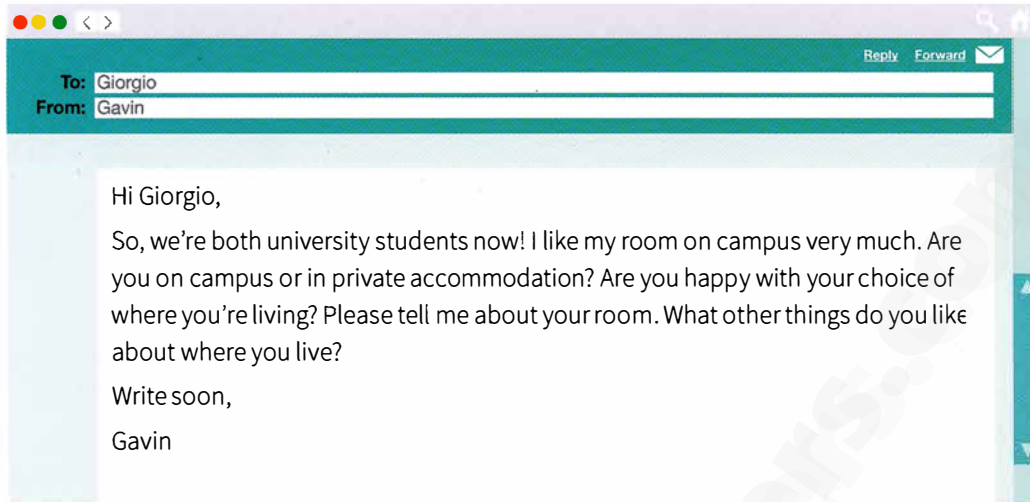 Reply Forward
To: Giorgio
From: Gavin
Hi Giorgio,
So, we're both university students now! I like my room on campus very much. Are
you on campus or in private accommodation? Are you happy with your choice of
where you're living? Please tell me about your room. What other things do you like
about where you live?
Write soon,
Gavin